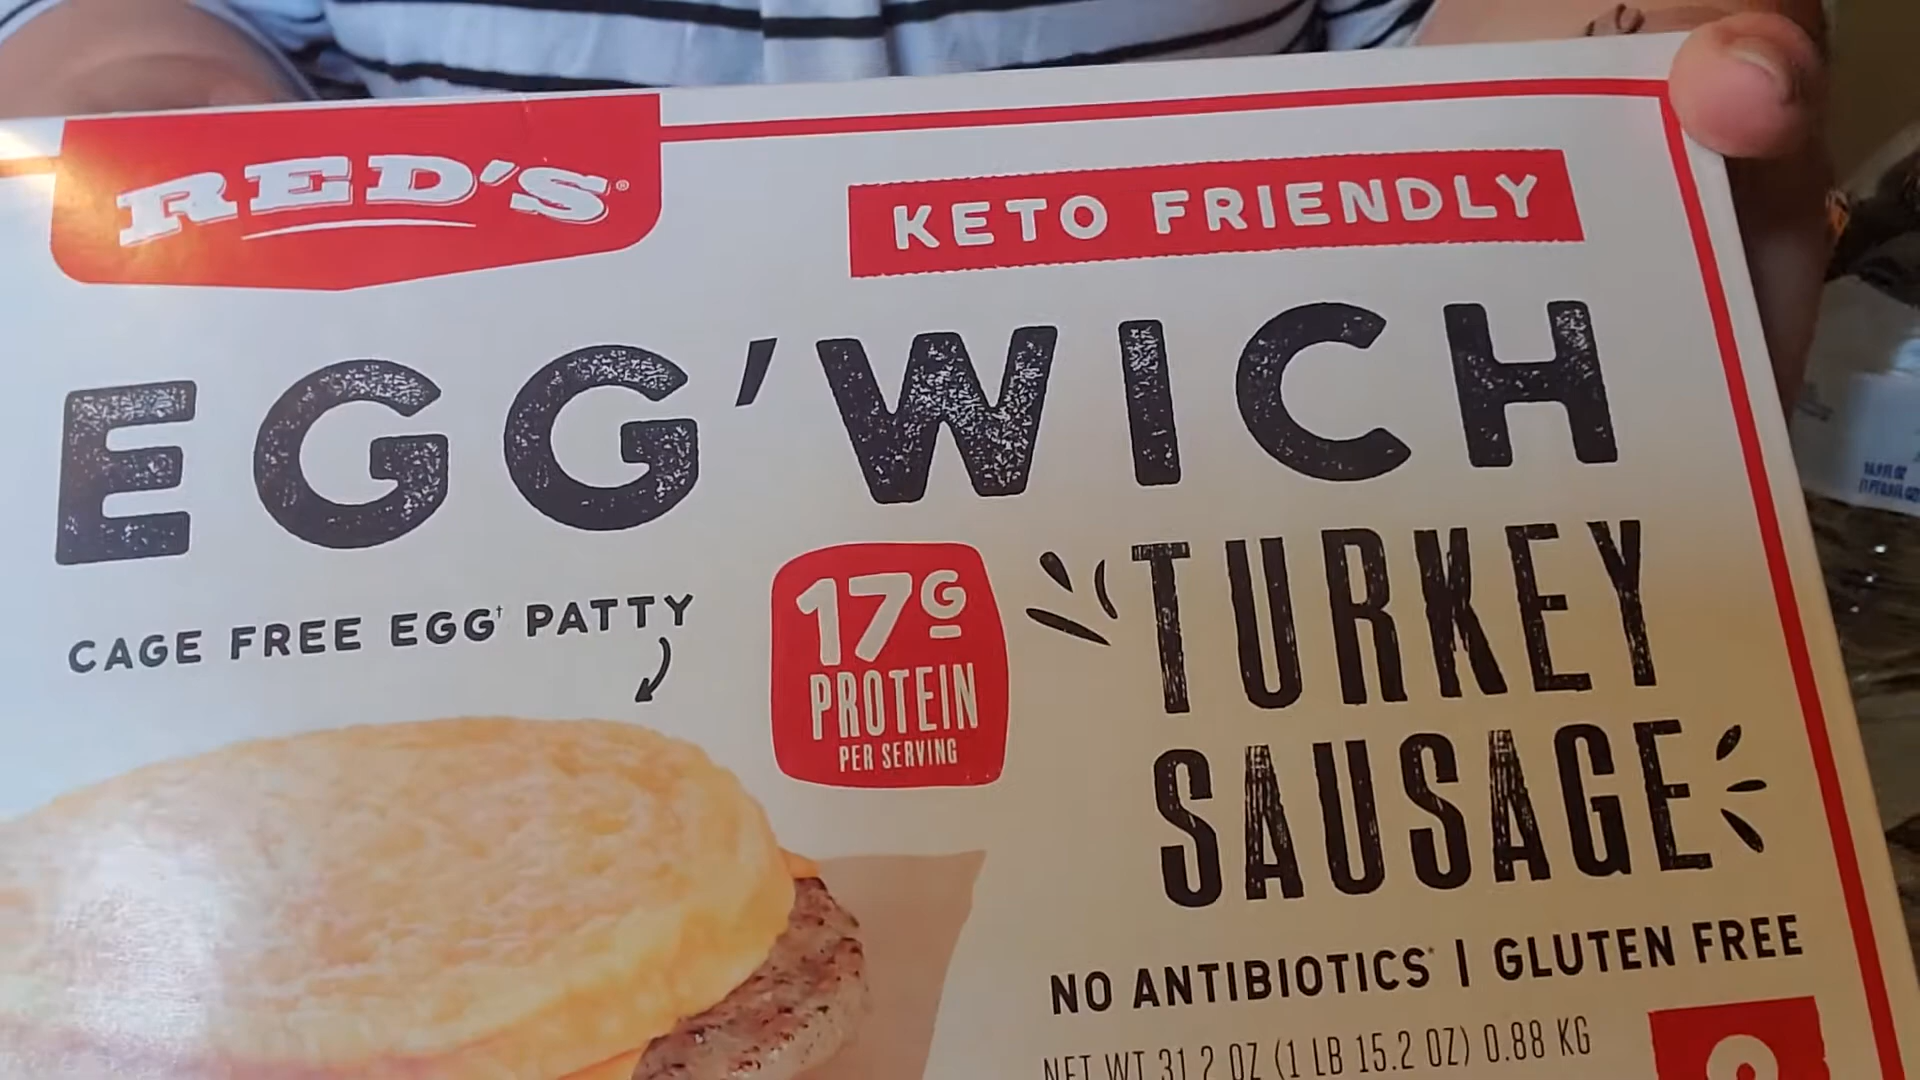 RED'S®
KETO FRIENDLY
EGG'WICH
CAGE FREE EGG† PATTY
17G
PROTEIN
PER SERVING
TURKEY
SAUSAGE
NO ANTIBIOTICS* | GLUTEN FREE
NET WT 31.2 OZ (1 LB 15.2 OZ) 0.88 KG